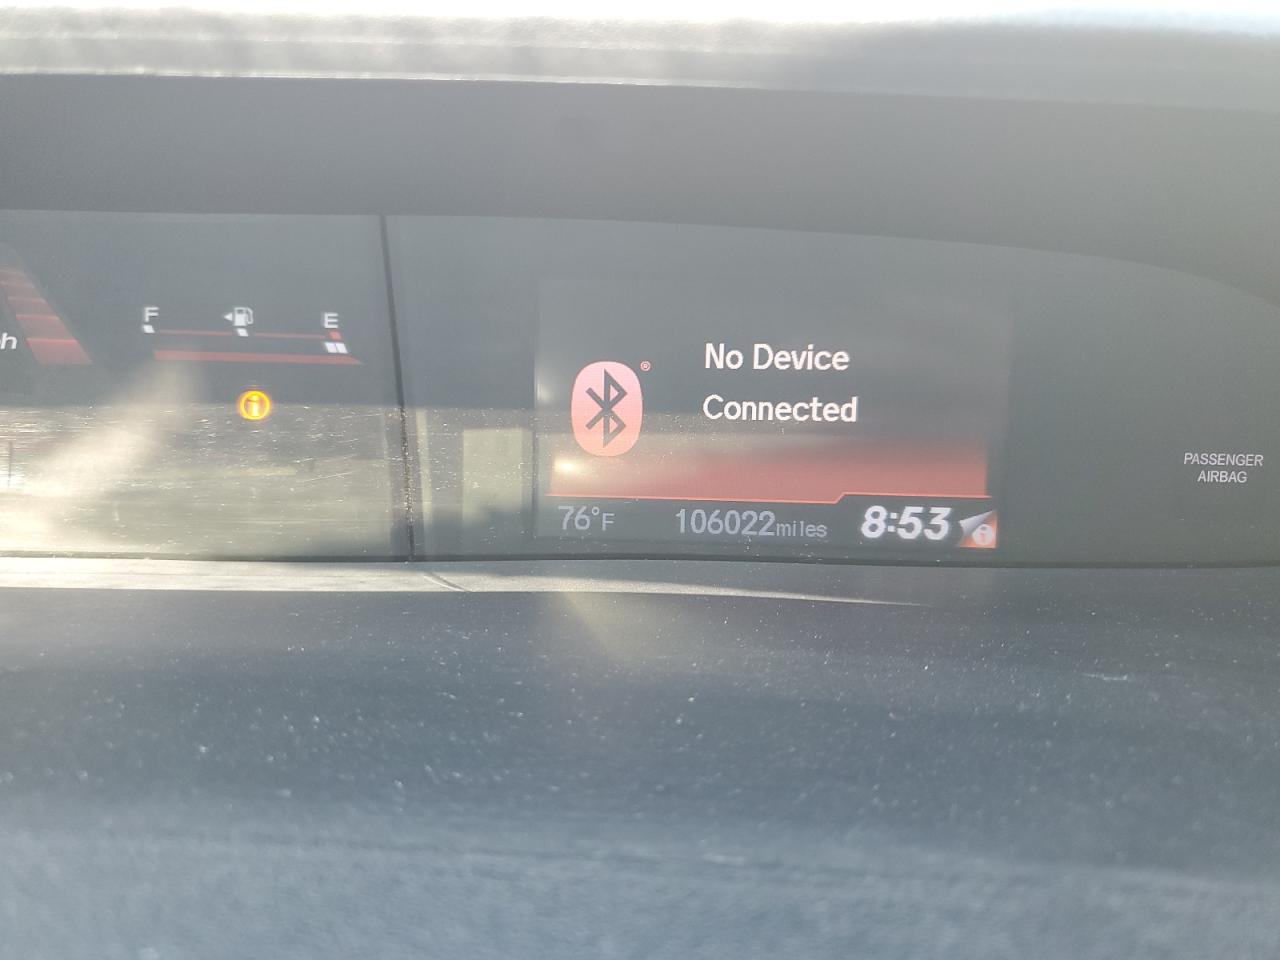 h
F
E
No Device
Connected
76°F
106022miles
8:53
PASSENGER
AIRBAG